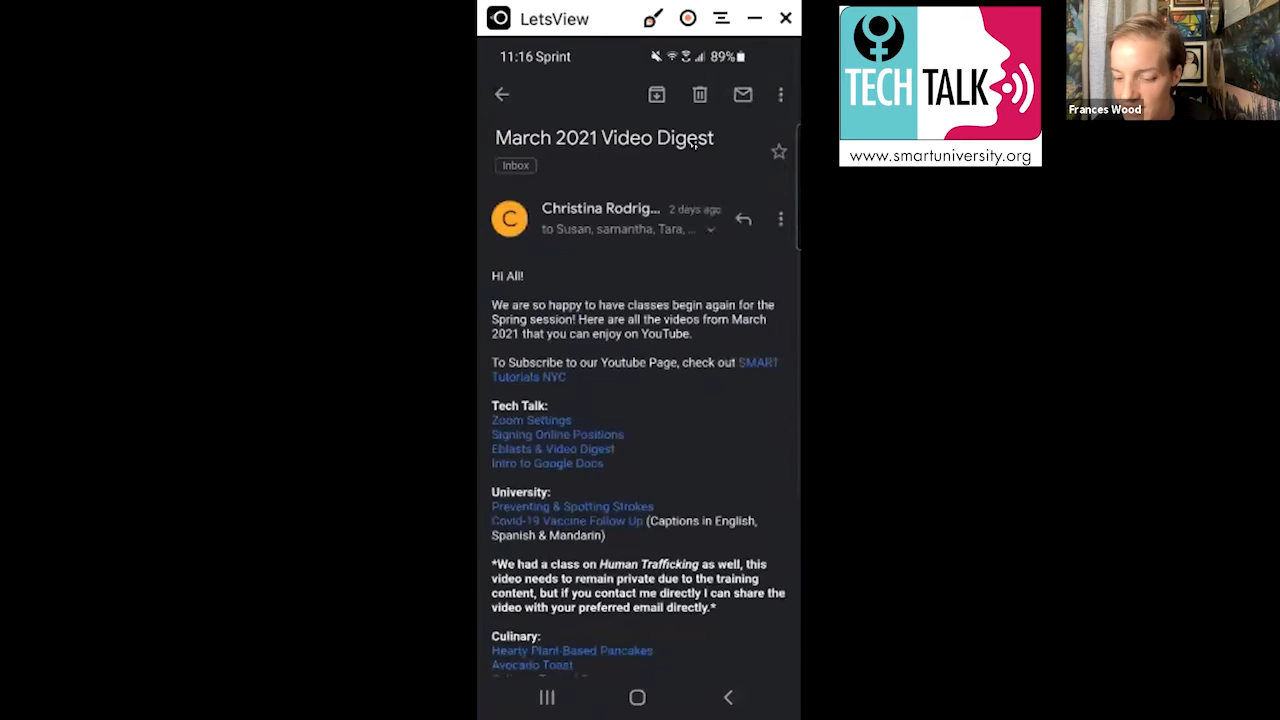 LetsView
11:16 Sprint
89%
March 2021 Video Digest
Inbox
C
Christina Rodrig... 2 days ago
to Susan, samantha, Tara, ...
Hi All!
We are so happy to have classes begin again for the
Spring session! Here are all the videos from March
2021 that you can enjoy on YouTube.
To Subscribe to our Youtube Page, check out SMART
Tutorials NYC
Tech Talk:
Zoom Settings
Signing Online Positions
Eblasts & Video Digest
Intro to Google Docs
University:
Preventing & Spotting Strokes
Covid-19 Vaccine Follow Up (Captions in English,
Spanish & Mandarin)
*We had a class on Human Trafficking as well, this
video needs to remain private due to the training
content, but if you contact me directly I can share the
video with your preferred email directly.*
Culinary:
Hearty Plant-Based Pancakes
Avocado Toast
TECH TALK
www.smartuniversity.org
Frances Wood